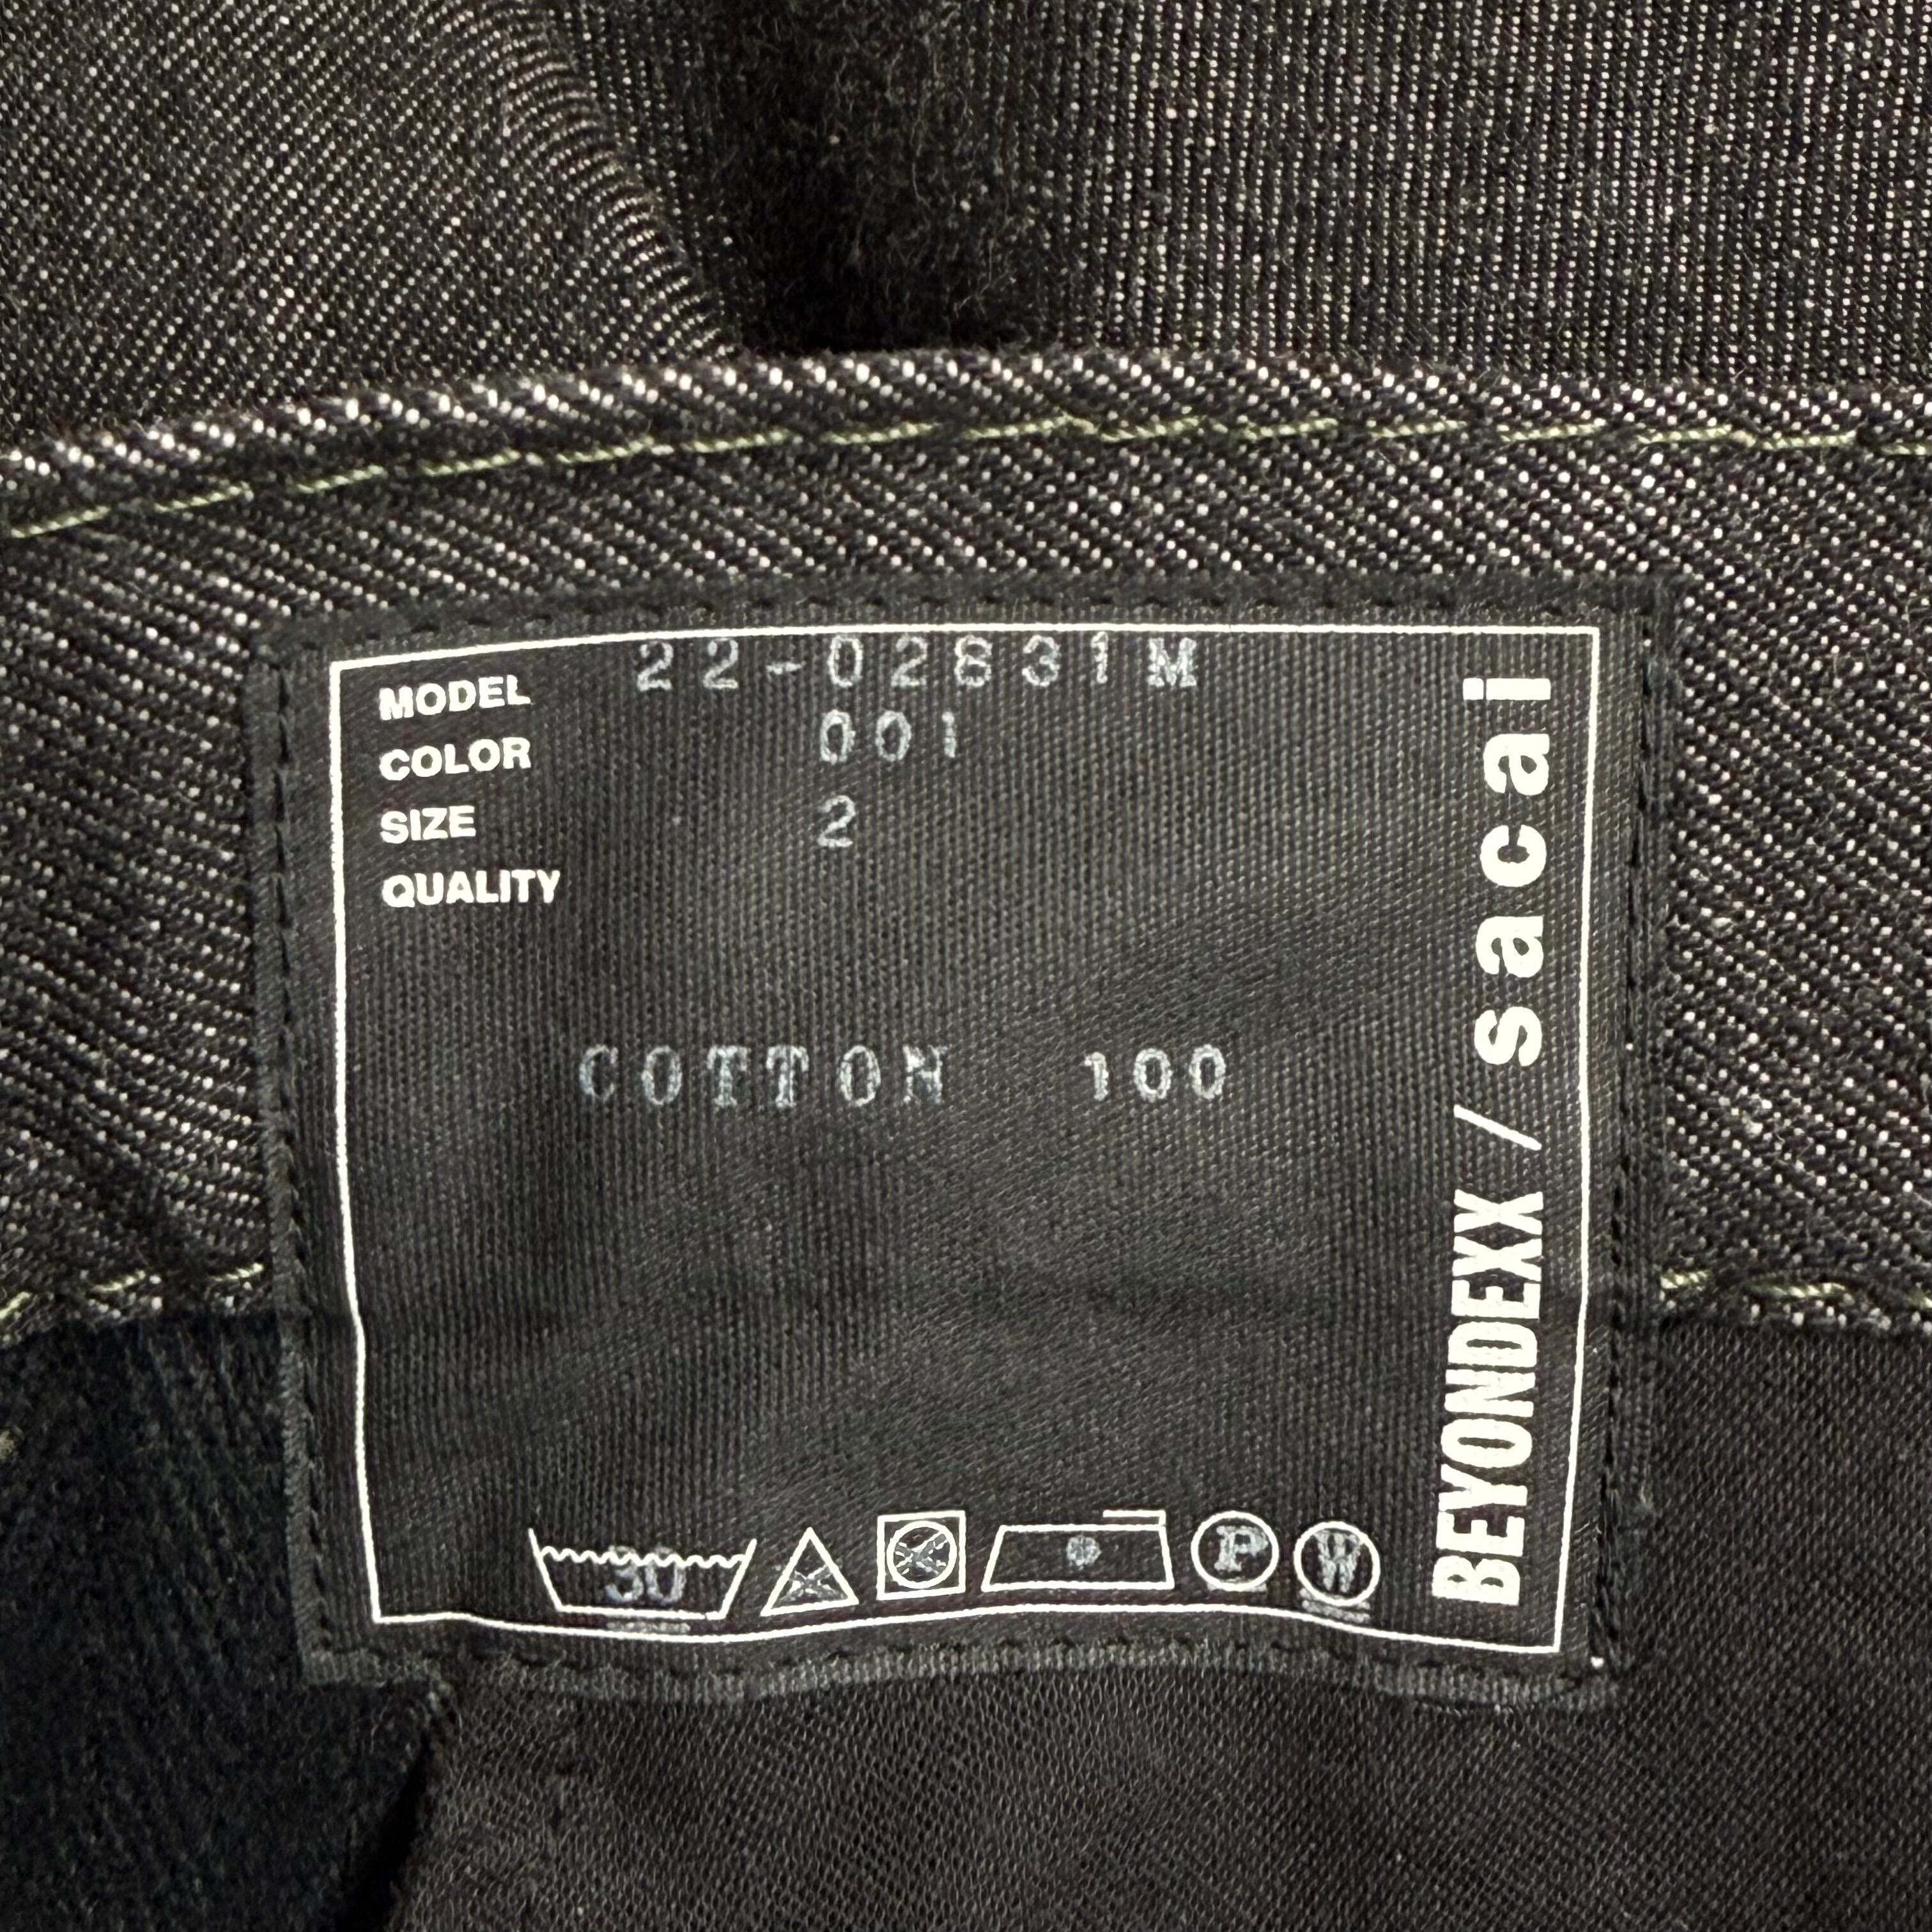 MODEL 22-02831M
COLOR 001
SIZE 2
QUALITY
COTTON 100
30 P W
BEYONDEXX / sacai